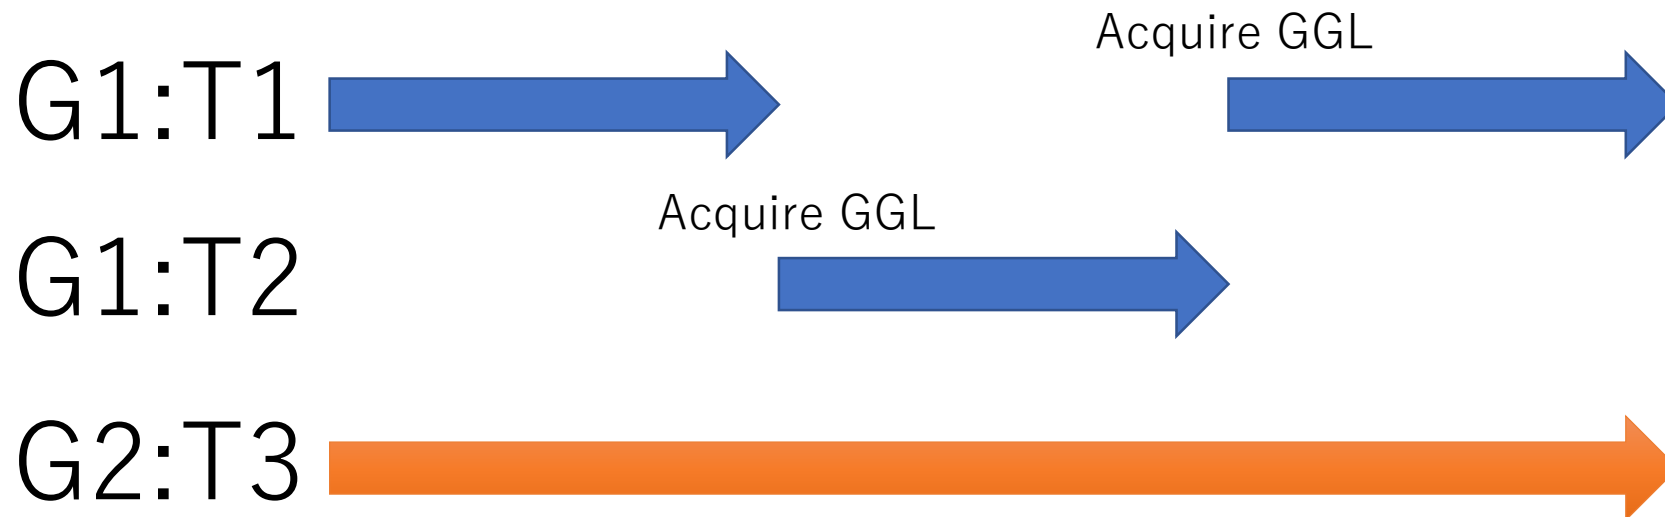 Acquire GGL
G1:T1
Acquire GGL
G1:T2
G2:T3